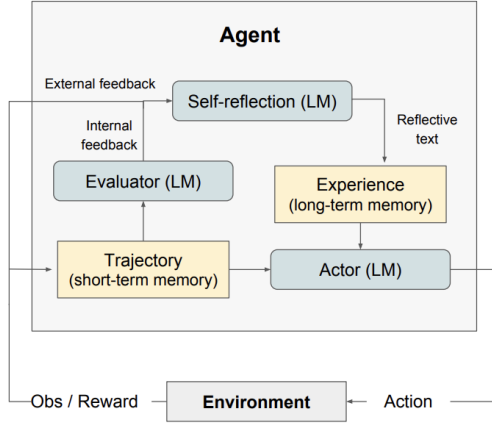 Agent
External feedback
Self-reflection (LM)
Internal
feedback
Reflective
text
Evaluator (LM)
Experience
(long-term memory)
Trajectory
(short-term memory)
Actor (LM)
Obs / Reward
Environment
Action